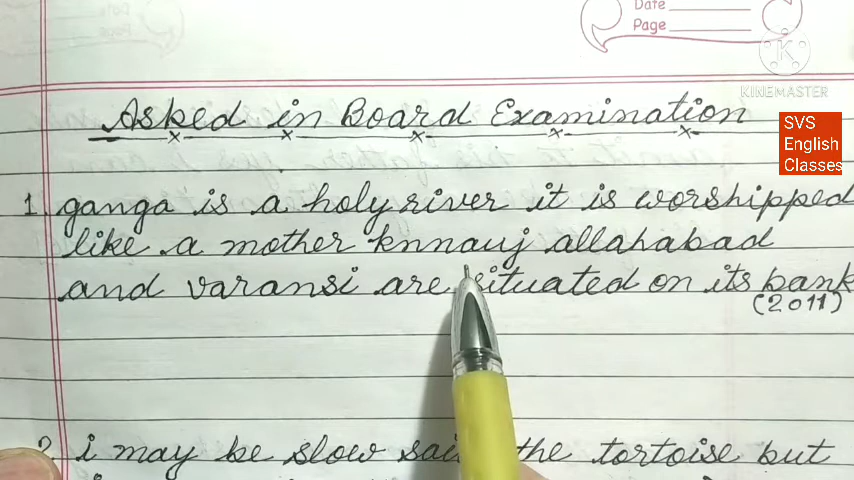 Date
Page
KINEMASTER
Asked in Board Examination
SVS
English
Classes
1. ganga is a holy river it is worshipped
like a mother knnauj allahabad
and varansi are situated on its bank
(2011)
2. i may be slow said the tortoise but